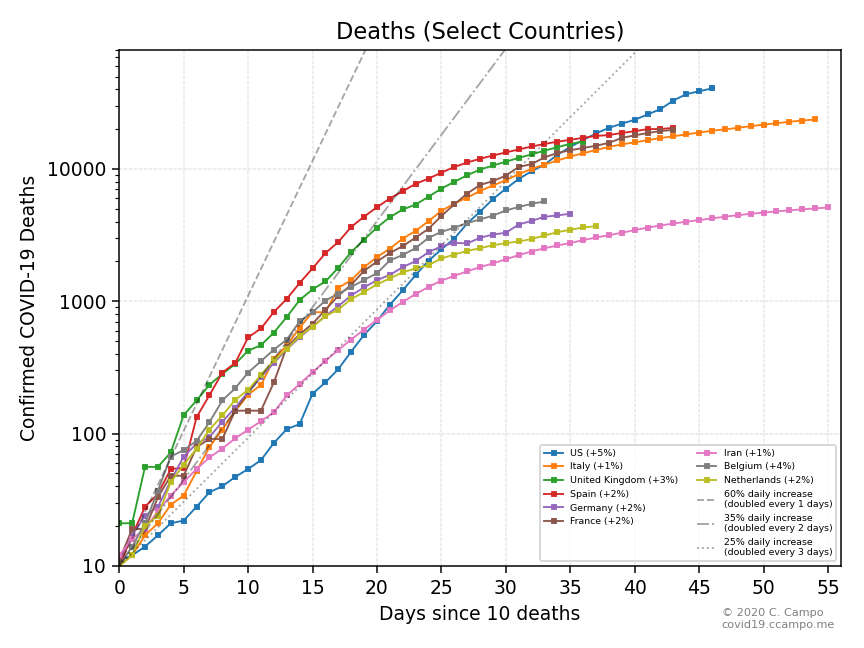 Deaths (Select Countries)
Confirmed COVID-19 Deaths
10000
1000
100
10
0 5 10 15 20 25 30 35 40 45 50 55
Days since 10 deaths
US (+5%)
Italy (+1%)
United Kingdom (+3%)
Spain (+2%)
Germany (+2%)
France (+2%)
Iran (+1%)
Belgium (+4%)
Netherlands (+2%)
60% daily increase
(doubled every 1 days)
35% daily increase
(doubled every 2 days)
25% daily increase
(doubled every 3 days)
© 2020 C. Campo
covid19.ccampo.me